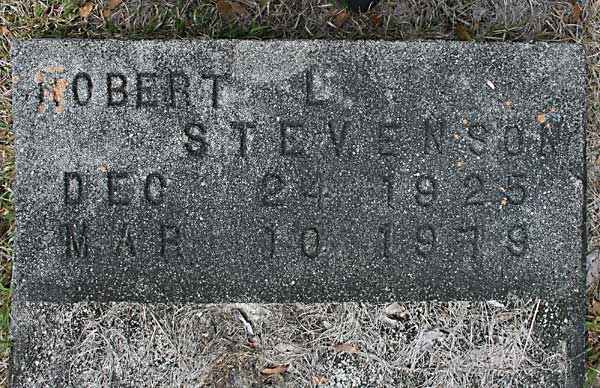 ROBERT L
STEVENSON
DEC 24 1925
MAR 10 1979